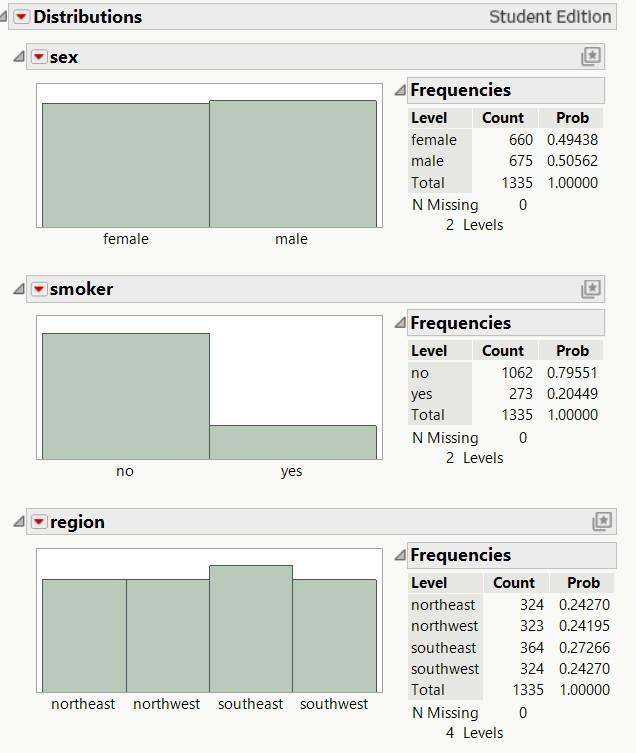 Distributions Student Edition
sex
Frequencies
Level Count Prob
female 660 0.49438
male 675 0.50562
Total 1335 1.00000
N Missing 0
2 Levels
female male
smoker
Frequencies
Level Count Prob
no 1062 0.79551
yes 273 0.20449
Total 1335 1.00000
N Missing 0
2 Levels
no yes
region
Frequencies
Level Count Prob
northeast 324 0.24270
northwest 323 0.24195
southeast 364 0.27266
southwest 324 0.24270
Total 1335 1.00000
N Missing 0
4 Levels
northeast northwest southeast southwest